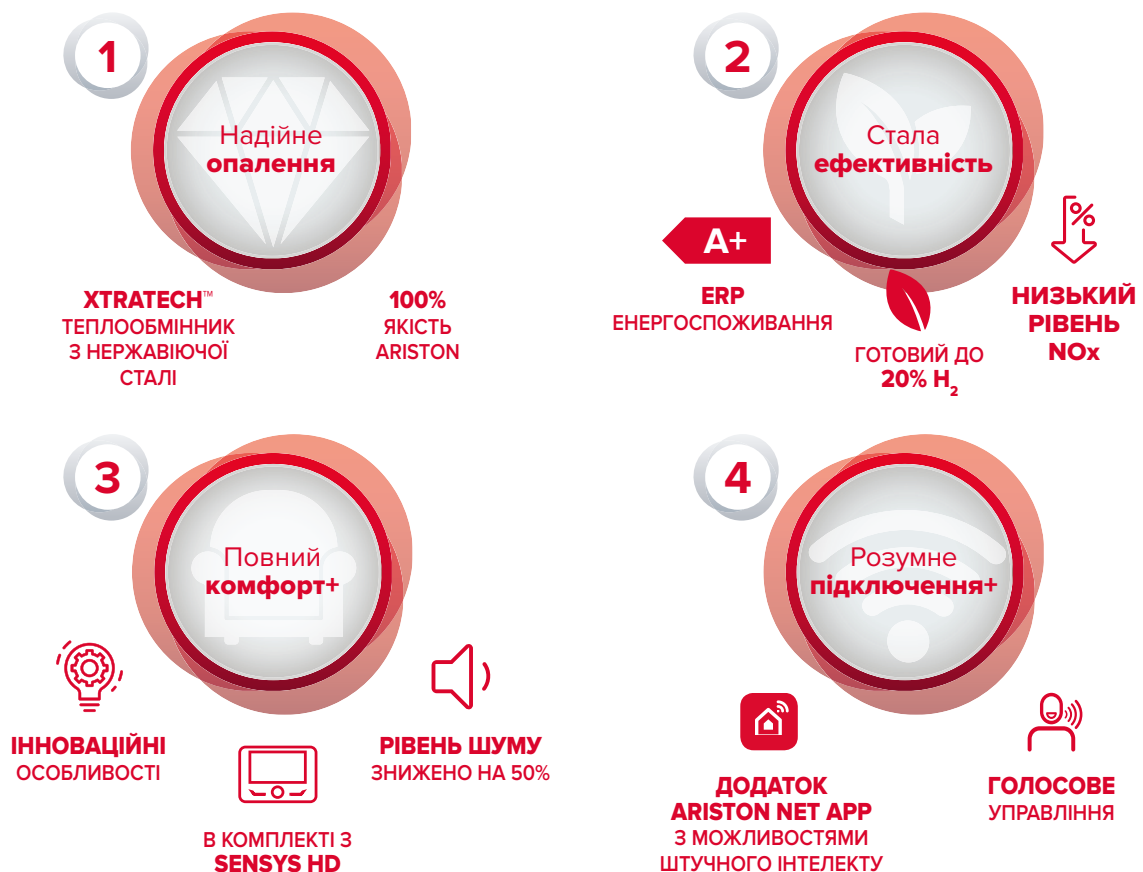 1
Надійне
опалення
XTRATECH™
ТЕПЛООБМІННИК
З НЕРЖАВІЮЧОЇ
СТАЛІ
100%
ЯКІСТЬ
ARISTON
2
Стала
ефективність
A+
ERP
ЕНЕРГОСПОЖИВАННЯ
ГОТОВИЙ ДО
20% H₂
%
НИЗЬКИЙ
РІВЕНЬ
NOx
3
Повний
комфорт+
ІННОВАЦІЙНІ
ОСОБЛИВОСТІ
В КОМПЛЕКТІ З
SENSYS HD
РІВЕНЬ ШУМУ
ЗНИЖЕНО НА 50%
4
Розумне
підключення+
ДОДАТОК
ARISTON NET APP
З МОЖЛИВОСТЯМИ
ШТУЧНОГО ІНТЕЛЕКТУ
ГОЛОСОВЕ
УПРАВЛІННЯ